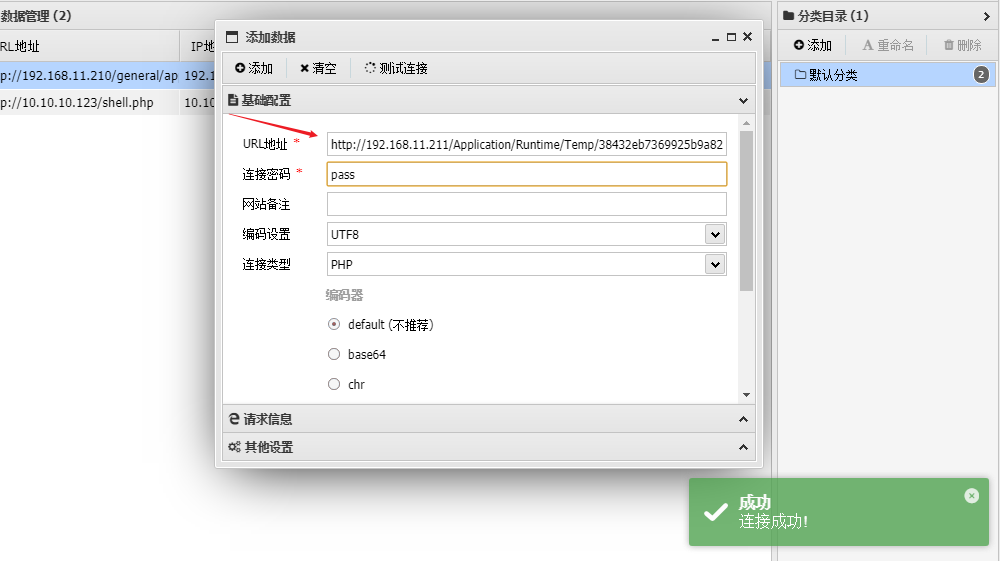 数据管理 (2)
RL地址 IP地
p://192.168.11.210/general/ap 192.1
p://10.10.10.123/shell.php 10.10
添加数据
添加 清空 测试连接
基础配置
URL地址 * http://192.168.11.211/Application/Runtime/Temp/38432eb7369925b9a82
连接密码 * pass
网站备注
编码设置 UTF8
连接类型 PHP
编码器
default (不推荐)
base64
chr
请求信息
其他设置
分类目录 (1)
添加 重命名 删除
默认分类 2
成功
连接成功!